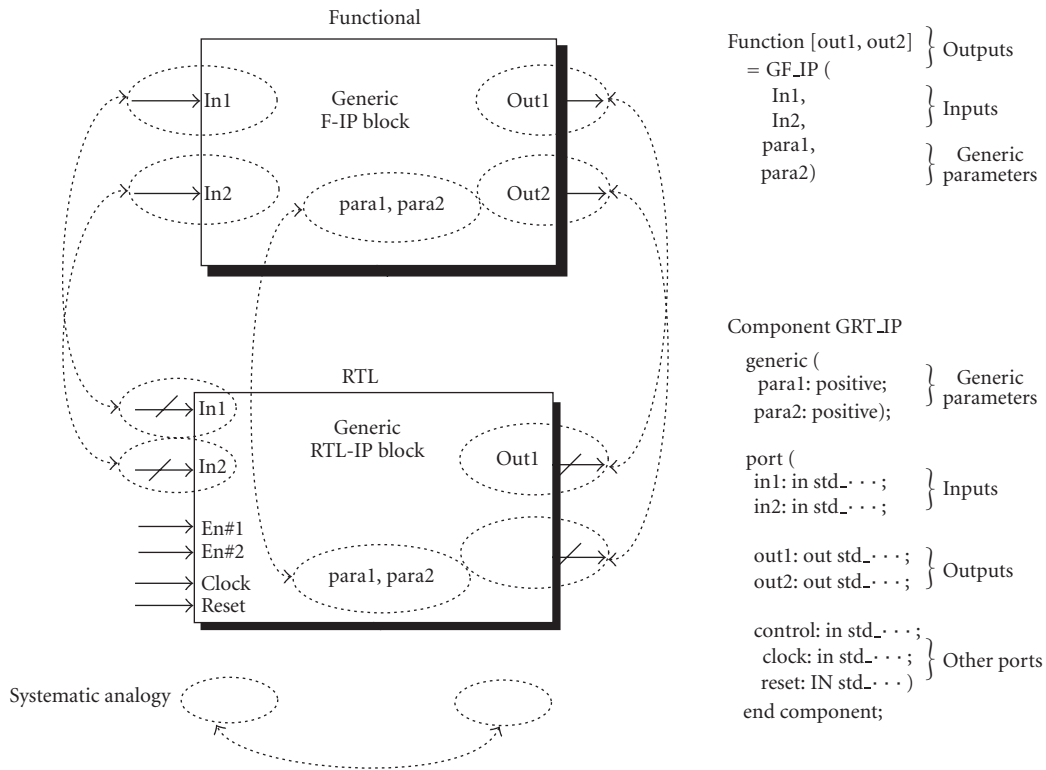 Functional
In1
Generic
F-IP block
Out1
In2
para1, para2
Out2
RTL
In1
Generic
RTL-IP block
In2
Out1
En#1
En#2
Clock
Reset
para1, para2
Systematic analogy
Function [out1, out2] } Outputs
= GF_IP (
In1,
In2,
} Inputs
para1,
para2)
} Generic
parameters
Component GRT_IP
generic (
para1: positive;
para2: positive);
} Generic
parameters
port (
in1: in std_· · ·;
in2: in std_· · ·;
} Inputs
out1: out std_· · ·;
out2: out std_· · ·;
} Outputs
control: in std_· · ·;
clock: in std_· · ·;
reset: IN std_· · ·)
} Other ports
end component;